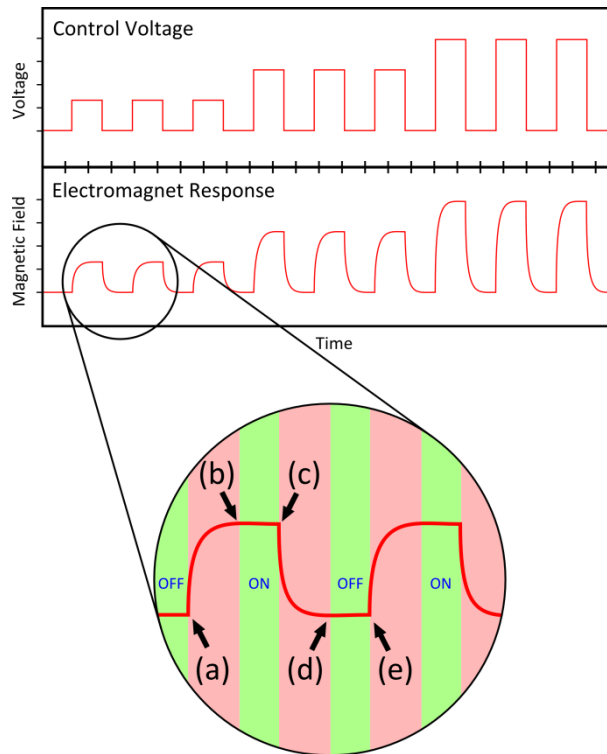 Control Voltage
Voltage
Electromagnet Response
Magnetic Field
Time
(b) (c)
OFF ON OFF ON
(a) (d) (e)